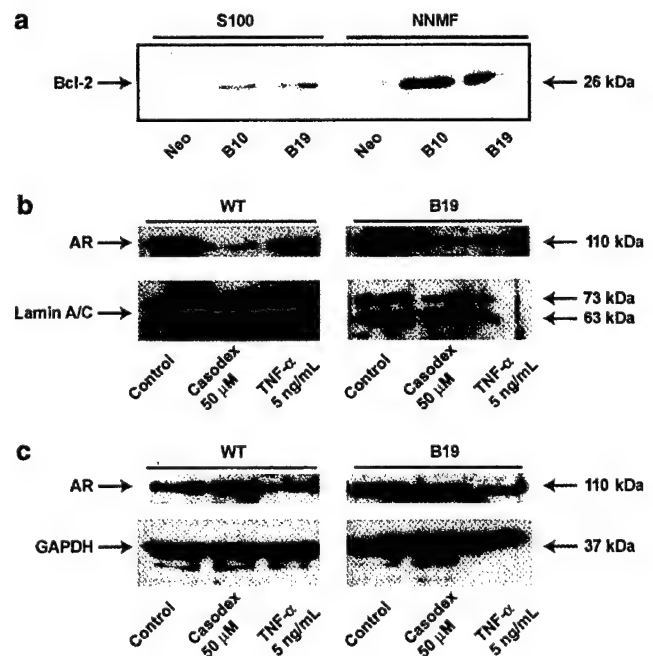 a
S100 NNMF
Bcl-2 26 kDa
Neo B10 B19 Neo B10 B19
b
WT B19
AR 110 kDa
Lamin A/C 73 kDa
63 kDa
Control Casodex 50 µM TNF-α 5 ng/mL Control Casodex 50 µM TNF-α 5 ng/mL
c
WT B19
AR 110 kDa
GAPDH 37 kDa
Control Casodex 50 µM TNF-α 5 ng/mL Control Casodex 50 µM TNF-α 5 ng/mL